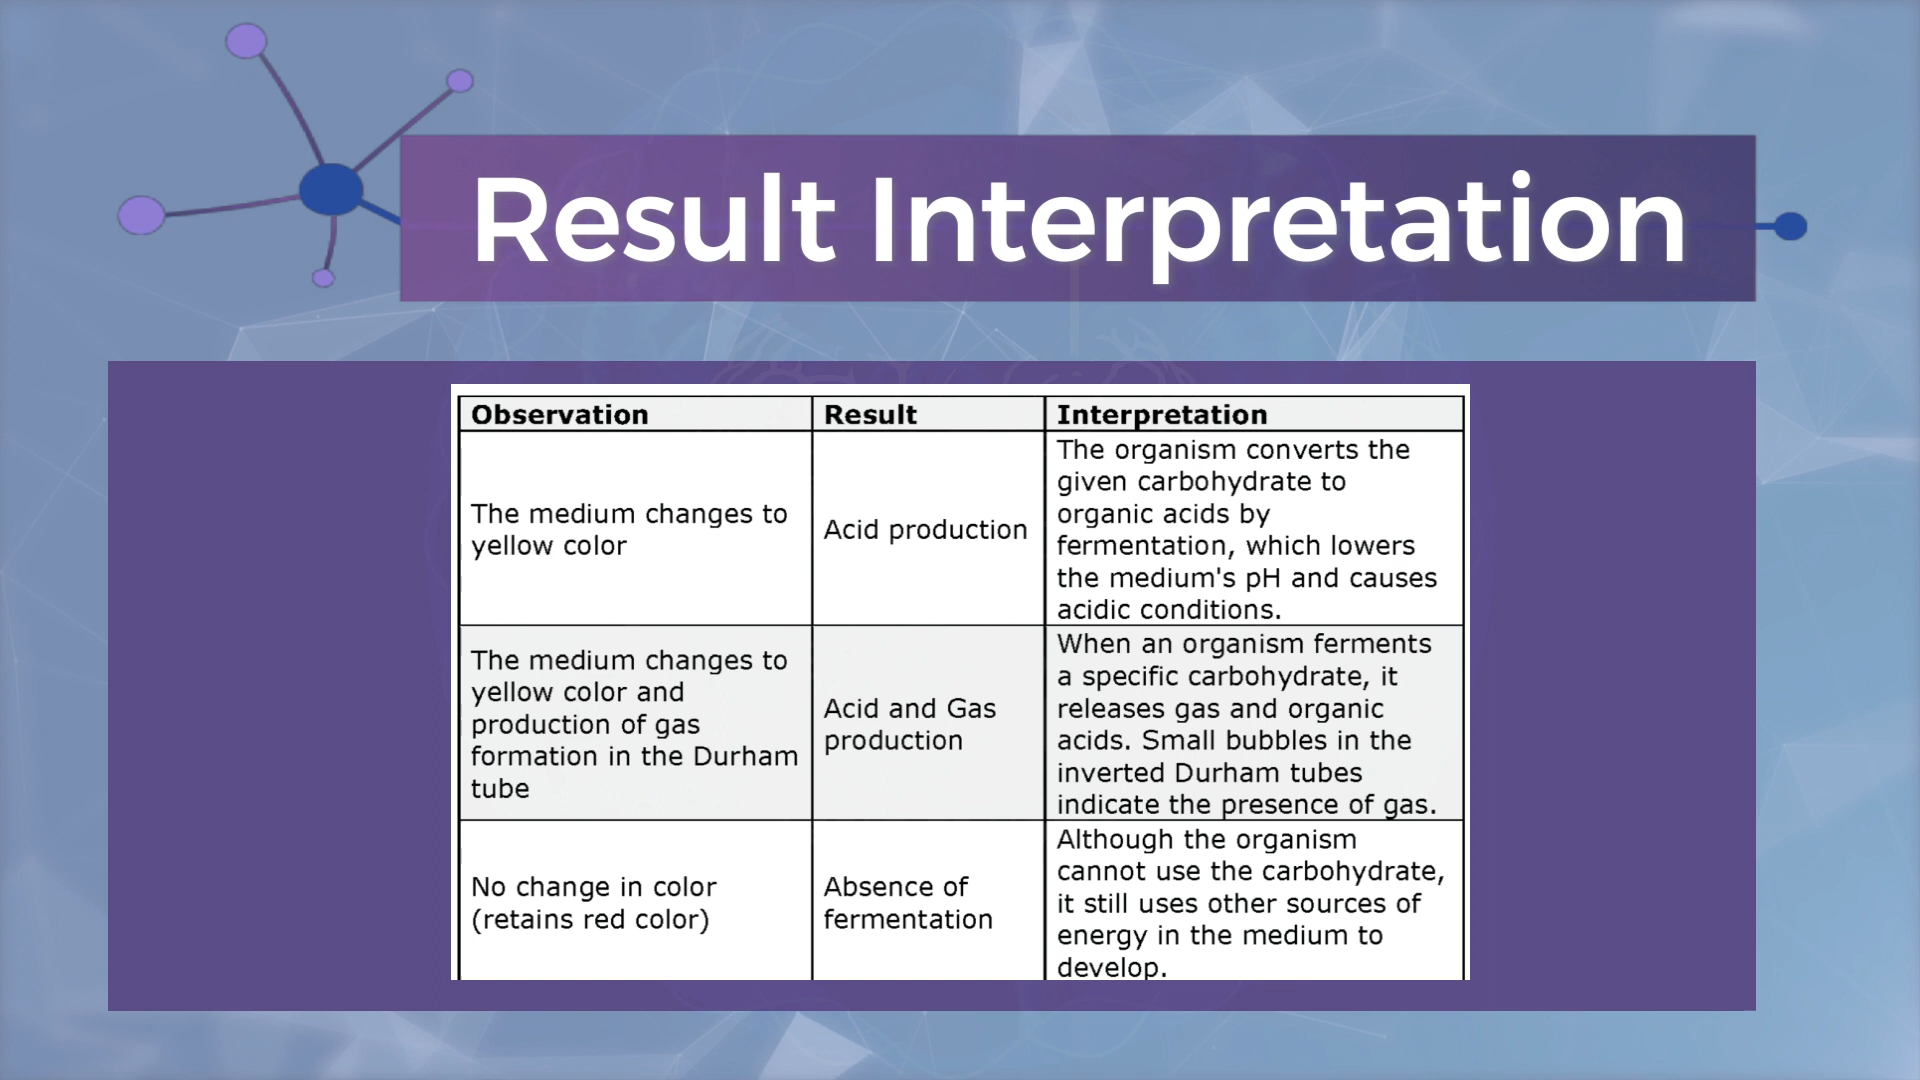 Result Interpretation
Observation
Result
Interpretation
The medium changes to
yellow color
Acid production
The organism converts the
given carbohydrate to
organic acids by
fermentation, which lowers
the medium's pH and causes
acidic conditions.
The medium changes to
yellow color and
production of gas
formation in the Durham
tube
Acid and Gas
production
When an organism ferments
a specific carbohydrate, it
releases gas and organic
acids. Small bubbles in the
inverted Durham tubes
indicate the presence of gas.
No change in color
(retains red color)
Absence of
fermentation
Although the organism
cannot use the carbohydrate,
it still uses other sources of
energy in the medium to
develop.